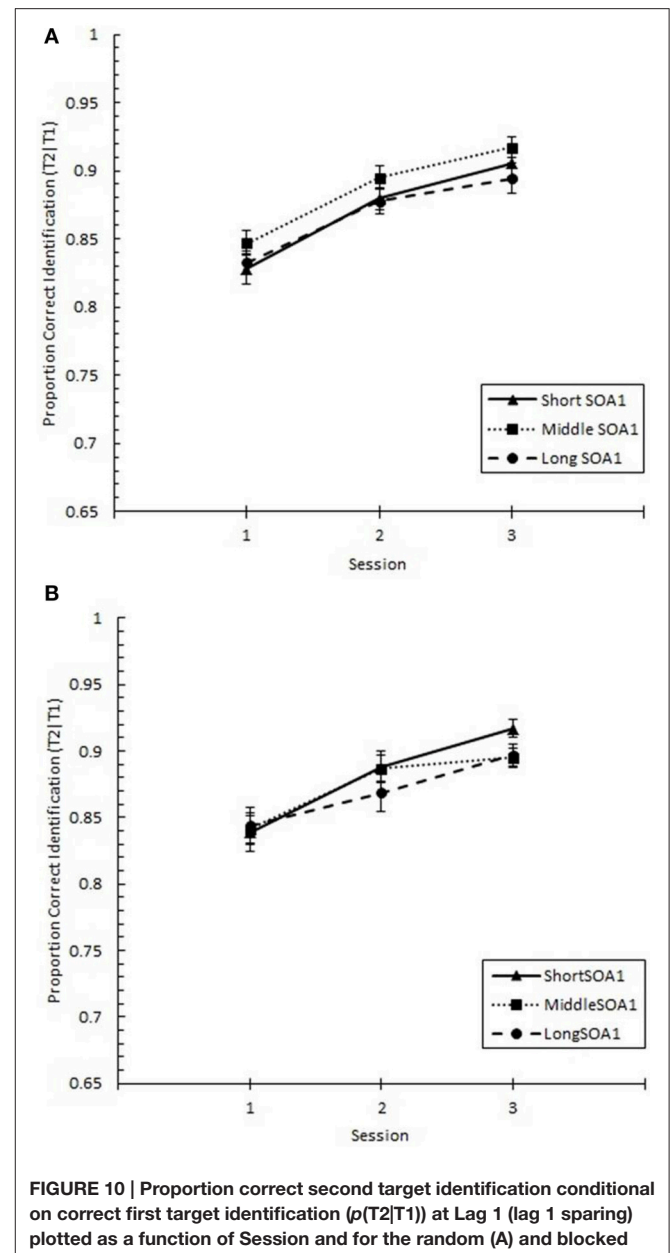 A
1
0.95
0.9
0.85
0.8
0.75
0.7
0.65
Proportion Correct Identification (T2|T1)
Short SOA1
Middle SOA1
Long SOA1
1 2 3
Session
B
1
0.95
0.9
0.85
0.8
0.75
0.7
0.65
Proportion Correct Identification (T2|T1)
ShortSOA1
MiddleSOA1
LongSOA1
1 2 3
Session
FIGURE 10 | Proportion correct second target identification conditional
on correct first target identification (p(T2|T1)) at Lag 1 (lag 1 sparing)
plotted as a function of Session and for the random (A) and blocked